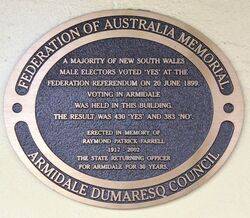 FEDERATION OF AUSTRALIA MEMORIAL
A MAJORITY OF NEW SOUTH WALES
MALE ELECTORS VOTED 'YES' AT THE
FEDERATION REFERENDUM ON 20 JUNE 1899.
VOTING IN ARMIDALE
WAS HELD IN THIS BUILDING.
THE RESULT WAS 430 'YES' AND 383 'NO'.
ERECTED IN MEMORY OF
RAYMOND PATRICK FARRELL
1917 2002
THE STATE RETURNING OFFICER
FOR ARMIDALE FOR 30 YEARS.
ARMIDALE DUMARESQ COUNCIL